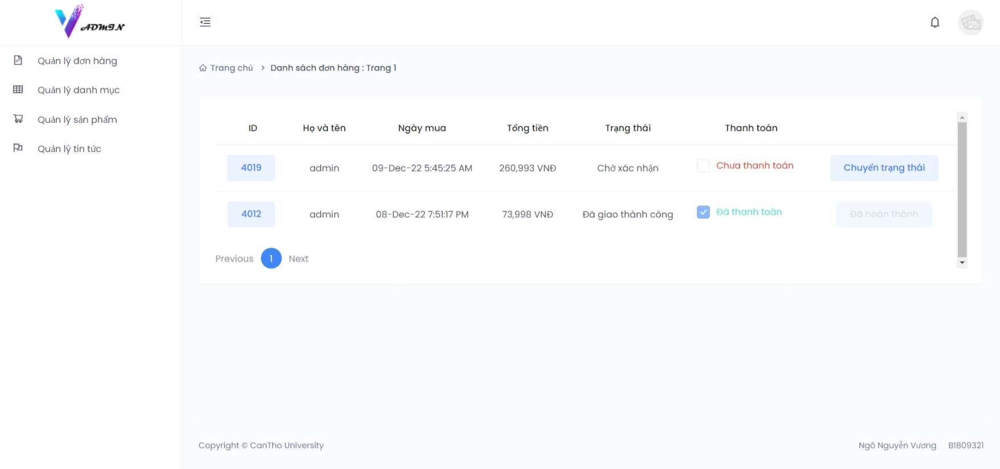 ADMIN
Quản lý đơn hàng
Quản lý danh mục
Quản lý sản phẩm
Quản lý tin tức
Trang chủ > Danh sách đơn hàng : Trang 1
ID Họ và tên Ngày mua Tổng tiền Trạng thái Thanh toán
4019 admin 09-Dec-22 5:45:25 AM 260,993 VNĐ Chờ xác nhận Chưa thanh toán Chuyển trạng thái
4012 admin 08-Dec-22 7:51:17 PM 73,998 VNĐ Đã giao thành công Đã thanh toán Đã hoàn thành
Previous 1 Next
Copyright © CanTho University Ngô Nguyễn Vương B1809321